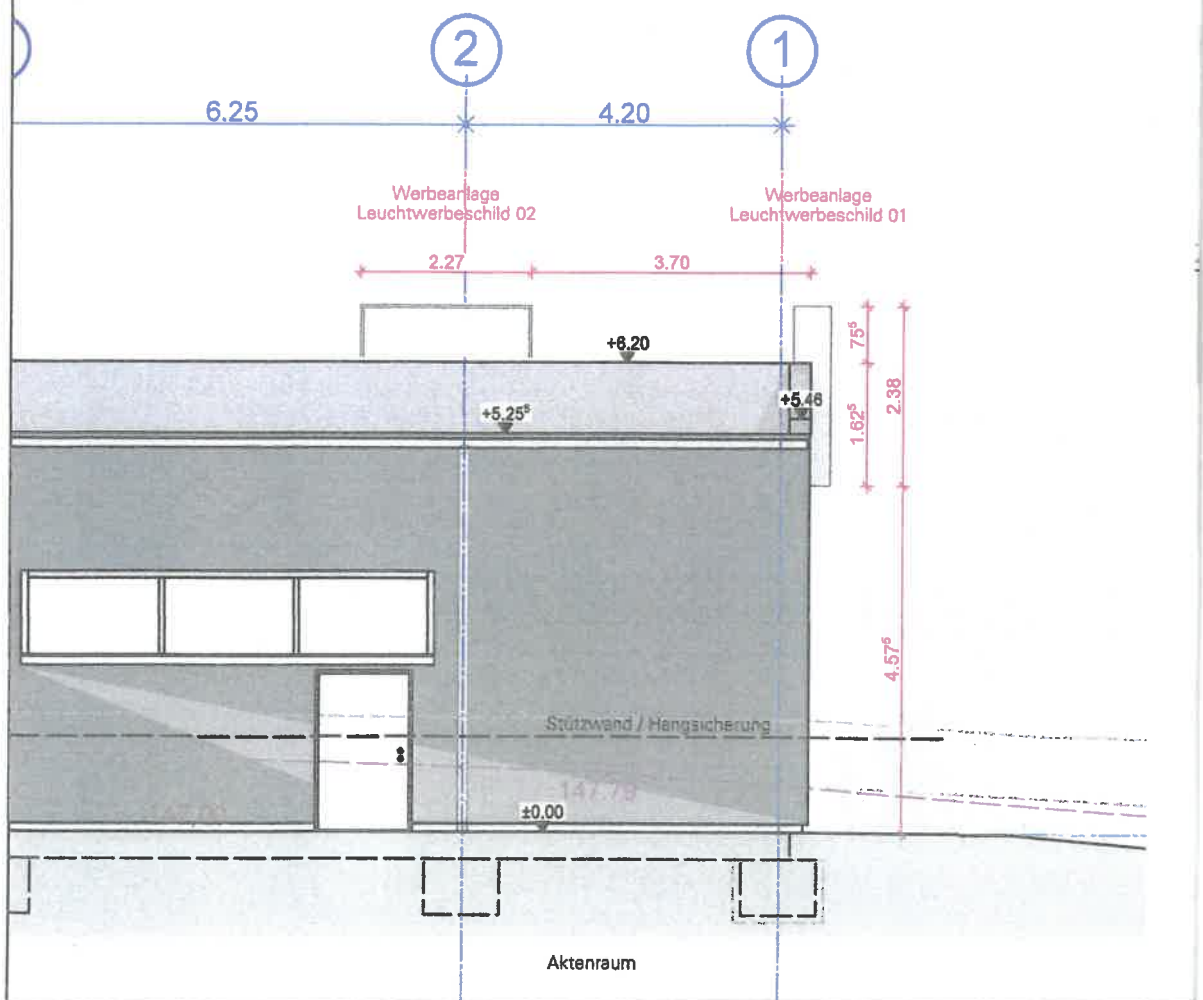 2
1
6.25
4.20
Werbeanlage
Leuchtwerbeschild 02
Werbeanlage
Leuchtwerbeschild 01
2.27
3.70
+6.20
75⁵
+5.25⁵
+5.46
1.62⁵
2.38
4.57⁵
Stützwand / Hangsicherung
147.79
±0.00
Aktenraum